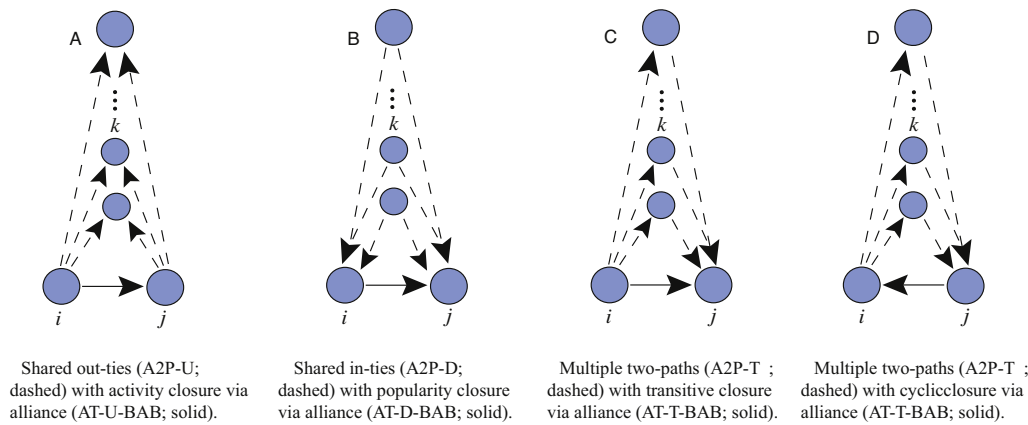 A
B
C
D
k
k
k
k
i
j
i
j
i
j
i
j
Shared out-ties (A2P-U;
dashed) with activity closure via
alliance (AT-U-BAB; solid).
Shared in-ties (A2P-D;
dashed) with popularity closure
via alliance (AT-D-BAB; solid).
Multiple two-paths (A2P-T ;
dashed) with transitive closure
via alliance (AT-T-BAB; solid).
Multiple two-paths (A2P-T ;
dashed) with cyclicclosure via
alliance (AT-T-BAB; solid).